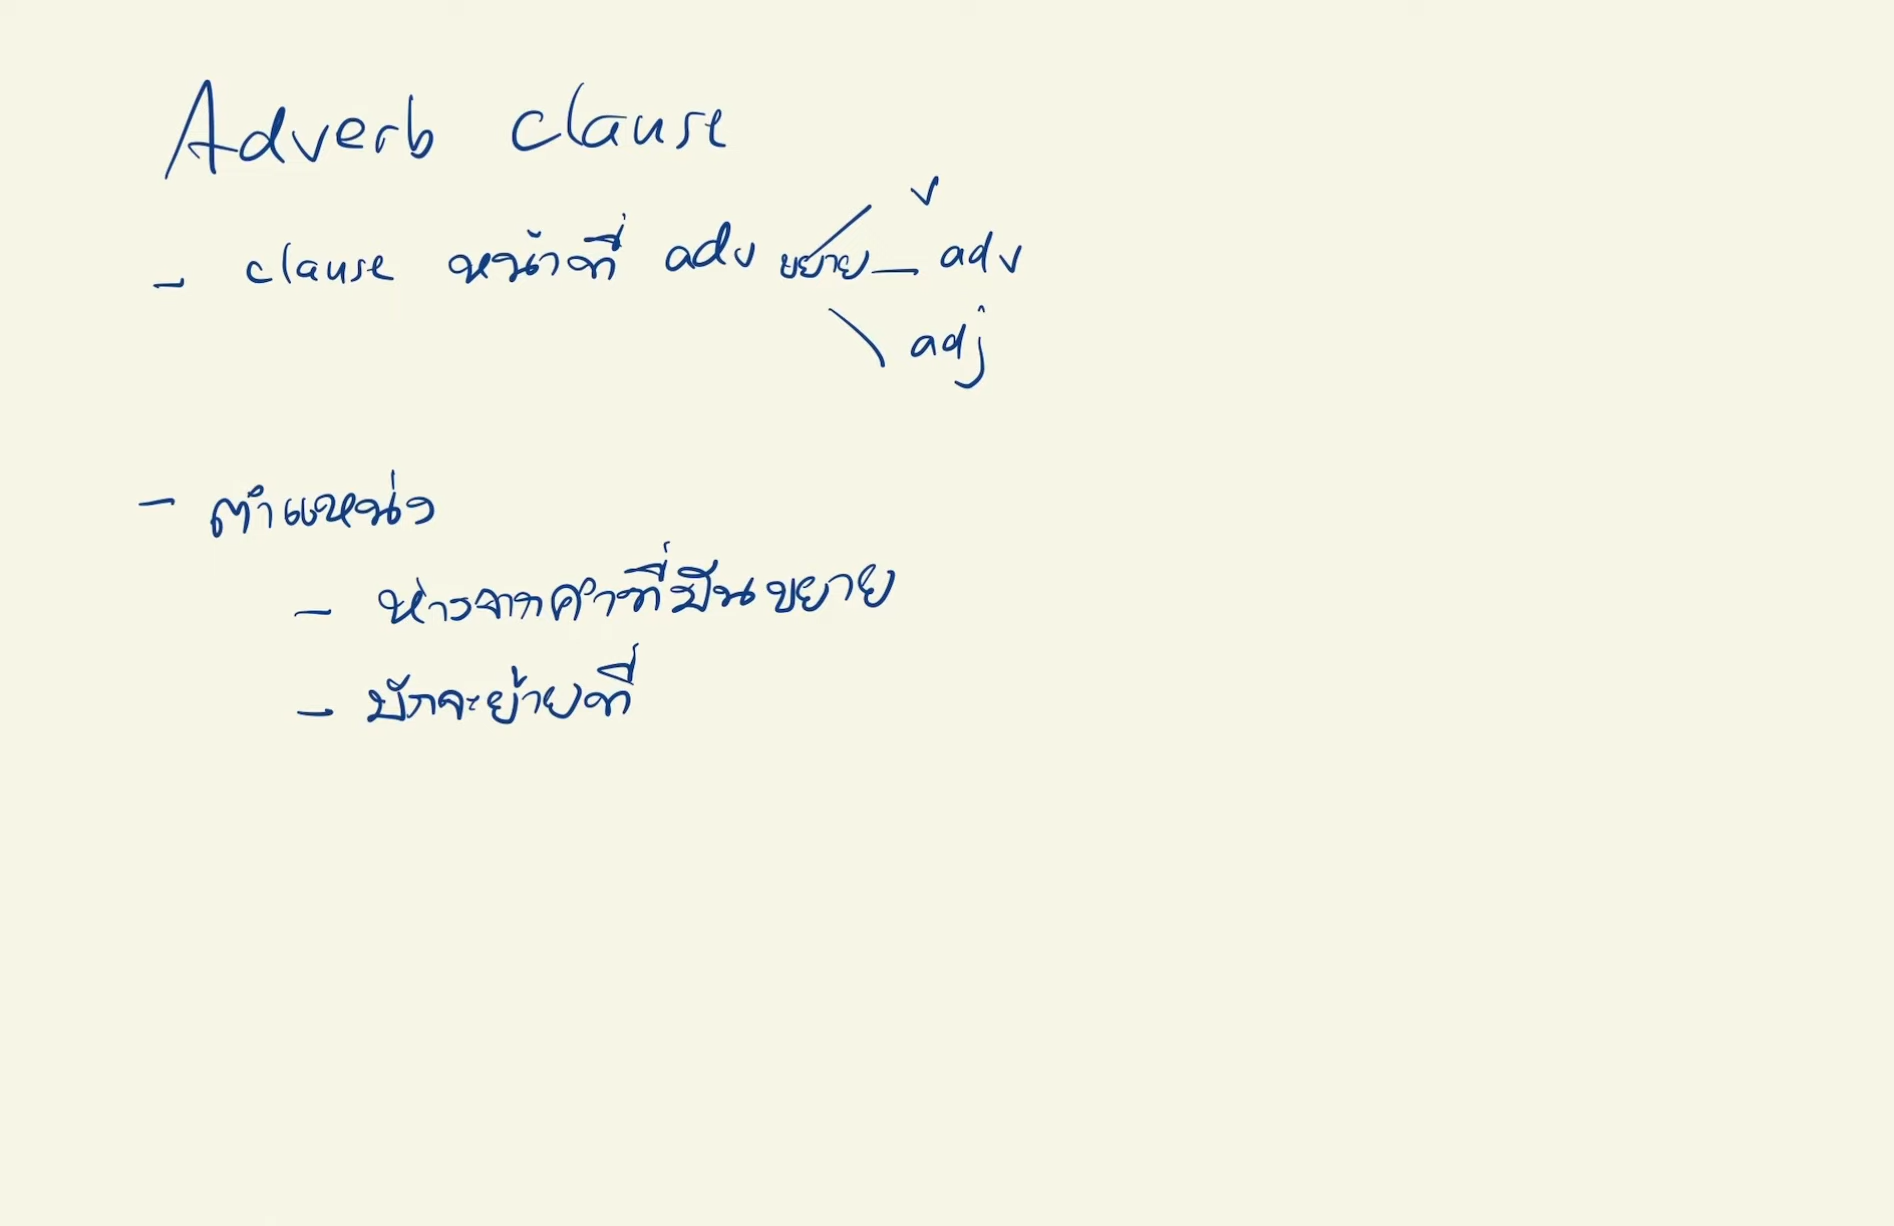 Adverb clause
v
- clause หน้าที่ adv ขยาย - adv
adj
- ตำแหน่ง
- ห่างจากคำที่มันขยาย
- มักจะย้ายที่